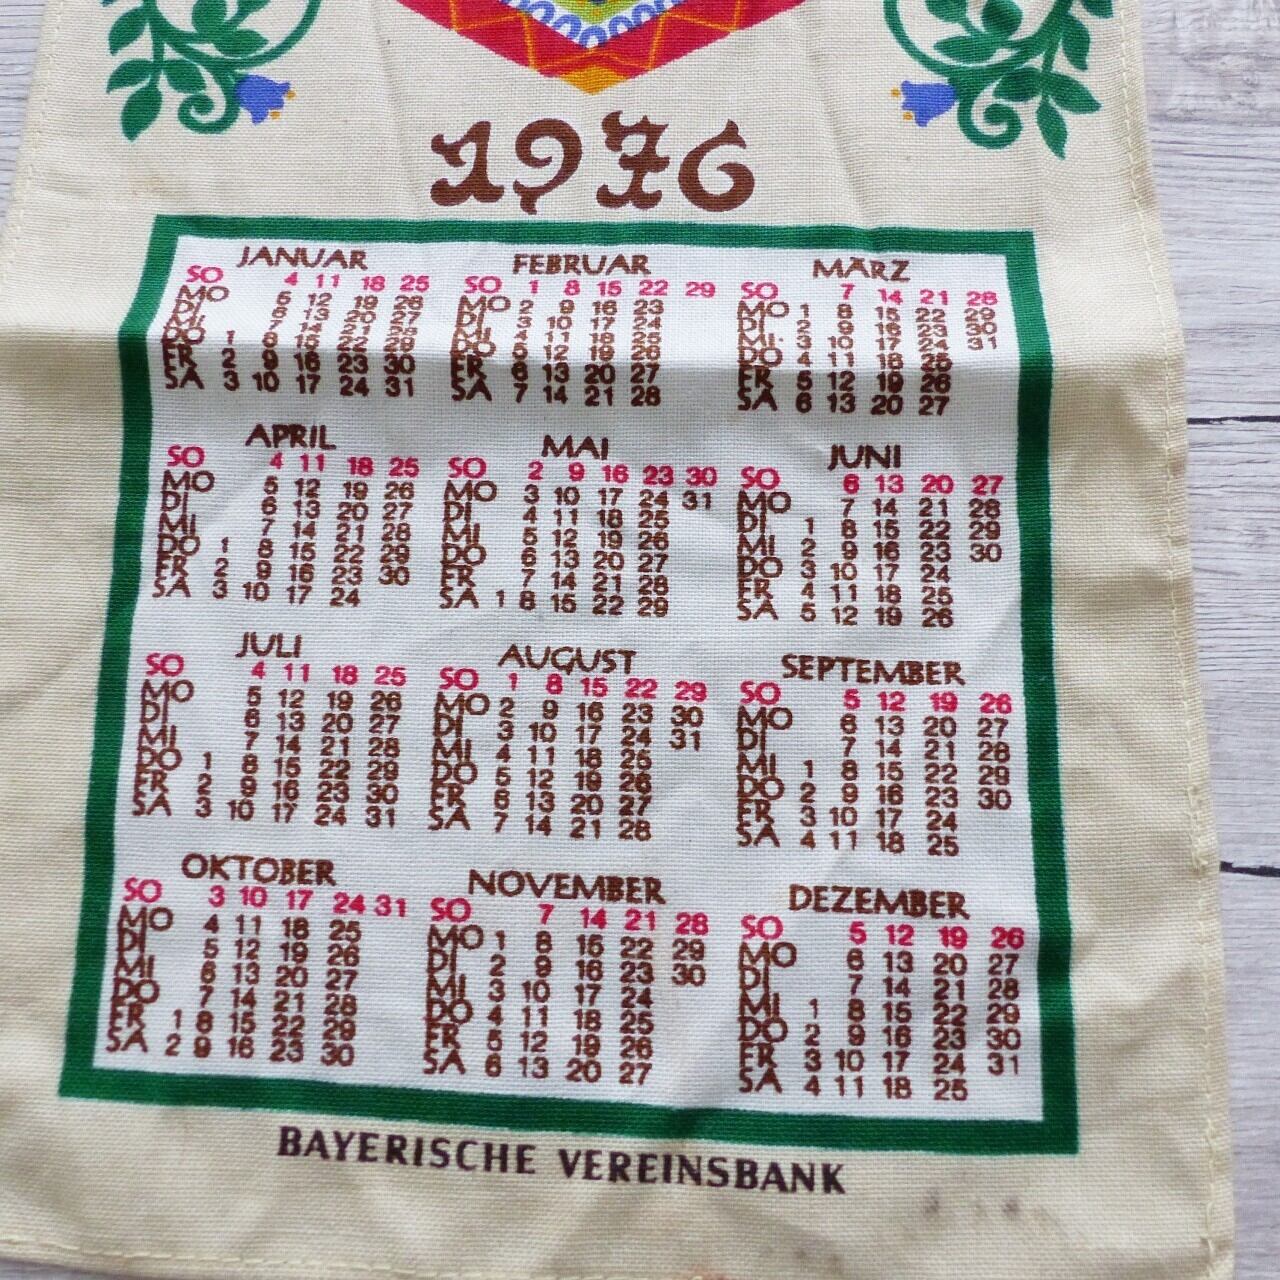 1976
JANUAR FEBRUAR MÄRZ
SO 4 11 18 25 SO 1 8 15 22 29 SO 7 14 21 28
MO 5 12 19 26 MO 2 9 16 23 MO 1 8 15 22 29
DI 6 13 20 27 DI 3 10 17 24 DI 2 9 16 23 30
MI 7 14 21 28 MI 4 11 18 25 MI 3 10 17 24 31
DO 1 8 15 22 29 DO 5 12 19 26 DO 4 11 18 25
FR 2 9 16 23 30 FR 6 13 20 27 FR 5 12 19 26
SA 3 10 17 24 31 SA 7 14 21 28 SA 6 13 20 27
APRIL MAI JUNI
SO 4 11 18 25 SO 2 9 16 23 30 SO 6 13 20 27
MO 5 12 19 26 MO 3 10 17 24 31 MO 7 14 21 28
DI 6 13 20 27 DI 4 11 18 25 DI 1 8 15 22 29
MI 7 14 21 28 MI 5 12 19 26 MI 2 9 16 23 30
DO 1 8 15 22 29 DO 6 13 20 27 DO 3 10 17 24
FR 2 9 16 23 30 FR 7 14 21 28 FR 4 11 18 25
SA 3 10 17 24 SA 1 8 15 22 29 SA 5 12 19 26
JULI AUGUST SEPTEMBER
SO 4 11 18 25 SO 1 8 15 22 29 SO 5 12 19 26
MO 5 12 19 26 MO 2 9 16 23 30 MO 6 13 20 27
DI 6 13 20 27 DI 3 10 17 24 31 DI 7 14 21 28
MI 7 14 21 28 MI 4 11 18 25 MI 1 8 15 22 29
DO 1 8 15 22 29 DO 5 12 19 26 DO 2 9 16 23 30
FR 2 9 16 23 30 FR 6 13 20 27 FR 3 10 17 24
SA 3 10 17 24 31 SA 7 14 21 28 SA 4 11 18 25
OKTOBER NOVEMBER DEZEMBER
SO 3 10 17 24 31 SO 7 14 21 28 SO 5 12 19 26
MO 4 11 18 25 MO 1 8 15 22 29 MO 6 13 20 27
DI 5 12 19 26 DI 2 9 16 23 30 DI 7 14 21 28
MI 6 13 20 27 MI 3 10 17 24 MI 1 8 15 22 29
DO 7 14 21 28 DO 4 11 18 25 DO 2 9 16 23 30
FR 1 8 15 22 29 FR 5 12 19 26 FR 3 10 17 24 31
SA 2 9 16 23 30 SA 6 13 20 27 SA 4 11 18 25
BAYERISCHE VEREINSBANK